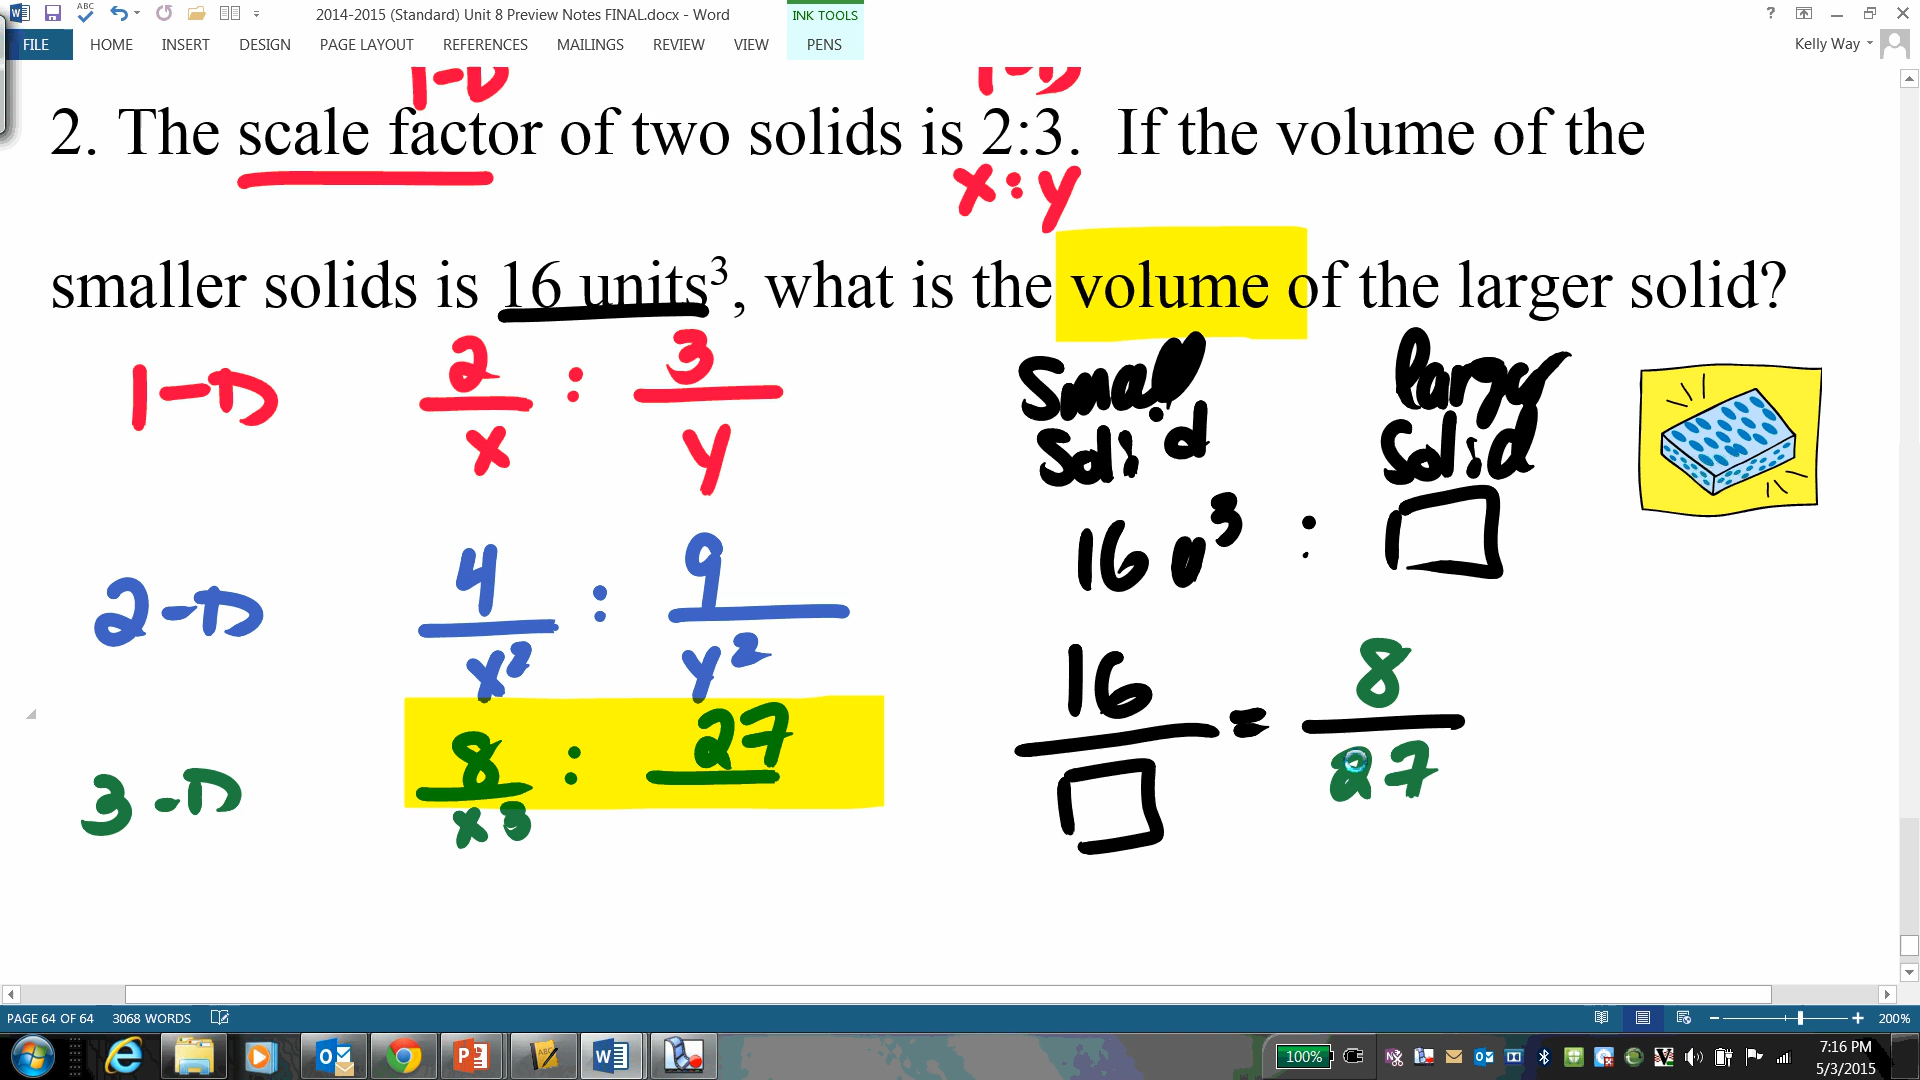 2014-2015 (Standard) Unit 8 Preview Notes FINAL.docx - Word
INK TOOLS
?
FILE HOME INSERT DESIGN PAGE LAYOUT REFERENCES MAILINGS REVIEW VIEW PENS
Kelly Way
1-D 1-D
2. The scale factor of two solids is 2:3. If the volume of the
x:y
smaller solids is 16 units³, what is the volume of the larger solid?
1-D 2 : 3
x y
Small Solid larger Solid
16 u³ : □
2-D 4 : 9
x² y²
16 = 8
□ 27
3-D 8 : 27
x³
PAGE 64 OF 64 3068 WORDS 200%
100% 7:16 PM
5/3/2015